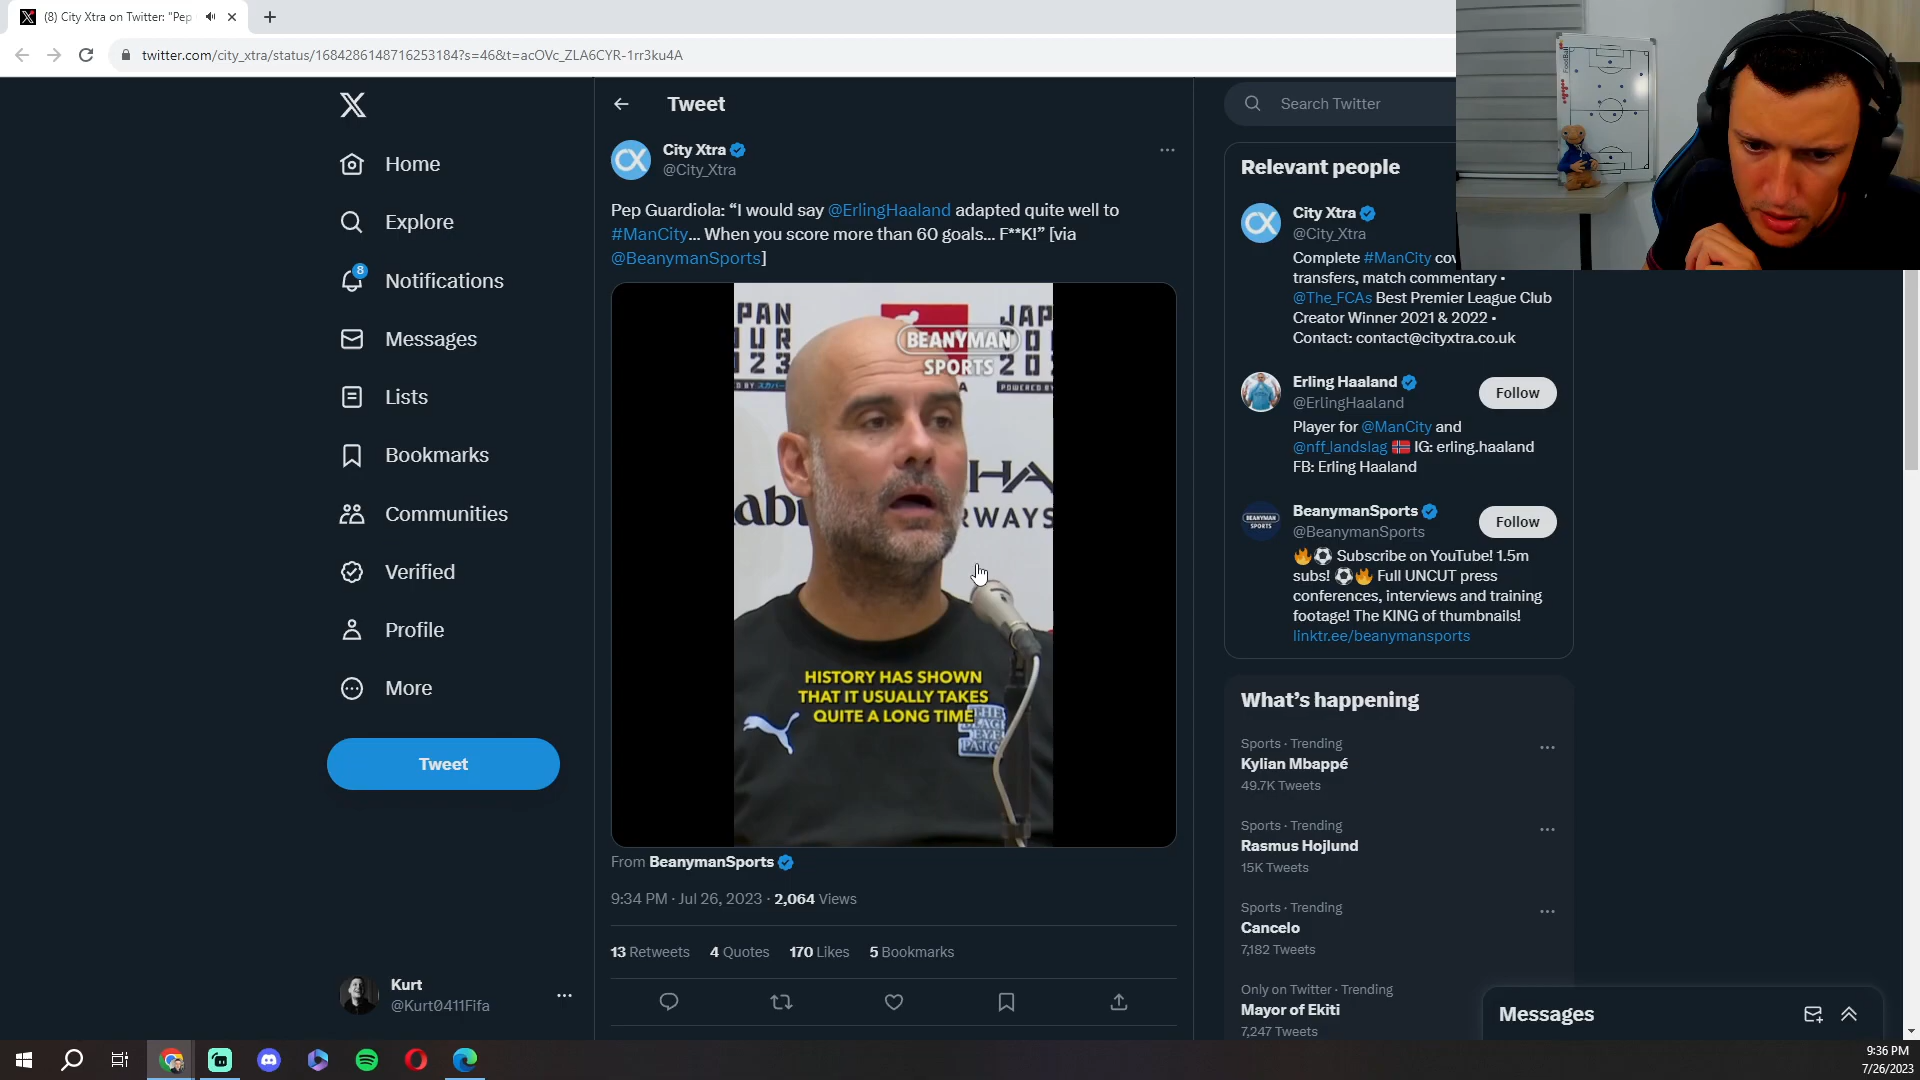 (8) City Xtra on Twitter: "Pep
twitter.com/city_xtra/status/1684286148716253184?s=46&t=acOVc_ZLA6CYR-1rr3ku4A
Home
Explore
8
Notifications
Messages
Lists
Bookmarks
Communities
Verified
Profile
More
Tweet
Kurt
@Kurt0411Fifa
Tweet
City Xtra
@City_Xtra
Pep Guardiola: “I would say @ErlingHaaland adapted quite well to
#ManCity... When you score more than 60 goals... F**K!” [via
@BeanymanSports]
BEANYMAN
SPORTS
HISTORY HAS SHOWN
THAT IT USUALLY TAKES
QUITE A LONG TIME
From BeanymanSports
9:34 PM · Jul 26, 2023 · 2,064 Views
13 Retweets 4 Quotes 170 Likes 5 Bookmarks
Search Twitter
Relevant people
City Xtra
@City_Xtra
Complete #ManCity
transfers, match commentary •
@The_FCAs Best Premier League Club
Creator Winner 2021 & 2022 •
Contact: contact@cityxtra.co.uk
Erling Haaland
@ErlingHaaland
Follow
Player for @ManCity and
@nff_landslag IG: erling.haaland
FB: Erling Haaland
BeanymanSports
@BeanymanSports
Follow
Subscribe on YouTube! 1.5m
subs! Full UNCUT press
conferences, interviews and training
footage! The KING of thumbnails!
linktr.ee/beanymansports
What’s happening
Sports · Trending
Kylian Mbappé
49.7K Tweets
Sports · Trending
Rasmus Hojlund
15K Tweets
Sports · Trending
Cancelo
7,182 Tweets
Only on Twitter · Trending
Mayor of Ekiti
7,247 Tweets
Messages
9:36 PM
7/26/2023